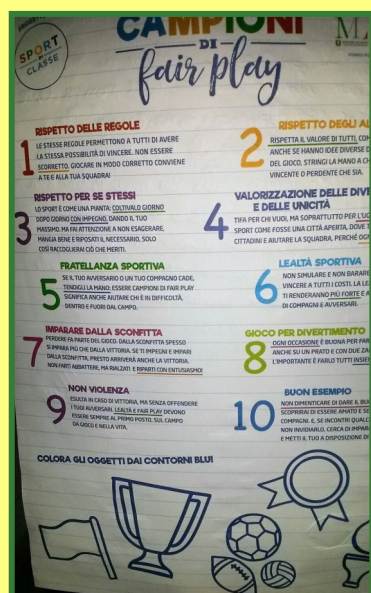 SPORT
DI
CLASSE
CAMPIONI
DI
fair play
1
RISPETTO DELLE REGOLE
LE STESSE REGOLE PERMETTONO A TUTTI DI AVERE
LA STESSA POSSIBILITÀ DI VINCERE. NON ESSERE
SCORRETTO. GIOCARE IN MODO CORRETTO CONVIENE
A TE E ALLA TUA SQUADRA!
2
RISPETTO DEGLI
RISPETTA IL VALORE DI TUTTI,
ANCHE SE HANNO IDEE DIVERSE
DEL GIOCO, STRINGI LA MANO A
VINCENTE O PERDENTE CHE SIA.
3
RISPETTO PER SE STESSI
LO SPORT È COME UNA PIANTA: COLTIVALO GIORNO
DOPO GIORNO CON IMPEGNO, DANDO IL TUO
MASSIMO. MA FAI ATTENZIONE A NON ESAGERARE,
MANGIA BENE E RIPOSATI IL NECESSARIO, SOLO
COSÌ RACCOGLIERAI CIÒ CHE MERITI.
4
VALORIZZAZIONE DELLE
E DELLE UNICITÀ
TIFA PER CHI VUOI, MA SOPRATTUTTO PER
SPORT COME FOSSE UNA CITTÀ APERTA, DOVE
CITTADINI E AIUTARE LA SQUADRA, PERCHÉ
5
FRATELLANZA SPORTIVA
SE IL TUO AVVERSARIO O UN TUO COMPAGNO CADE,
TENDIGLI LA MANO: ESSERE CAMPIONI DI FAIR PLAY
SIGNIFICA ANCHE AIUTARE CHI È IN DIFFICOLTÀ,
DENTRO E FUORI DAL CAMPO.
6
LEALTÀ SPORTIVA
NON SIMULARE E NON BARARE
VINCERE A TUTTI I COSTI. LA
TI RENDERANNO PIÙ FORTE E
DI COMPAGNI E AVVERSARI.
7
IMPARARE DALLA SCONFITTA
PERDERE FA PARTE DEL GIOCO. DALLA SCONFITTA SPESSO
SI IMPARA PIÙ CHE DALLA VITTORIA. SE TI IMPEGNI E IMPARI
DALLA SCONFITTA, PRESTO ARRIVERÀ ANCHE LA VITTORIA.
NON FARTI ABBATTERE, MA RIALZATI E RIPARTI CON ENTUSIASMO!
8
GIOCO PER DIVERTIMENTO
OGNI OCCASIONE È BUONA PER
ANCHE SU UN PRATO E CON DUE
L'IMPORTANTE È FARLO TUTTI
9
NON VIOLENZA
ESULTA IN CASO DI VITTORIA, MA SENZA OFFENDERE
I TUOI AVVERSARI. LEALTÀ E FAIR PLAY DEVONO
ESSERE SEMPRE AL PRIMO POSTO, SUL CAMPO
DA GIOCO E NELLA VITA.
10
BUON ESEMPIO
NON DIMENTICARE DI DARE IL
SCOPRIRAI DI ESSERE AMATO E
COMPAGNI. E, SE INCONTRI
NON INVIDIARLO, CERCA DI
E METTI IL TUO A DISPOSIZIONE DI
COLORA GLI OGGETTI DAI CONTORNI BLU!